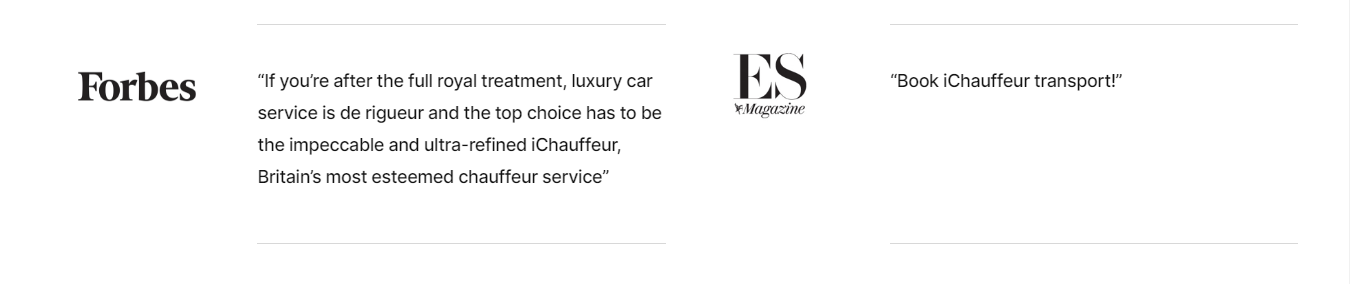 Forbes
“If you’re after the full royal treatment, luxury car
service is de rigueur and the top choice has to be
the impeccable and ultra-refined iChauffeur,
Britain’s most esteemed chauffeur service”
ES
Magazine
“Book iChauffeur transport!”